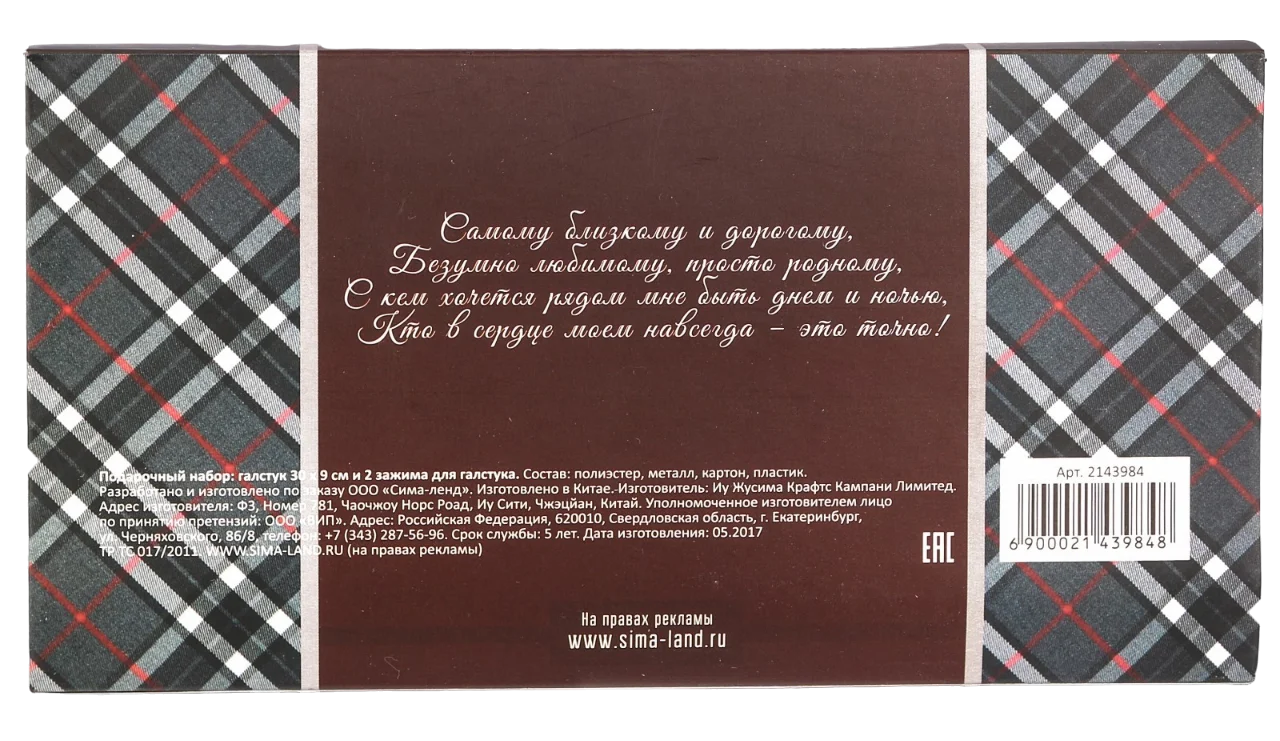 Самому близкому и дорогому,
Безумно любимому, просто родному,
С кем хочется рядом мне быть днем и ночью,
Кто в сердце моем навсегда – это точно!
Подарочный набор: галстук 30 х 9 см и 2 зажима для галстука. Состав: полиэстер, металл, картон, пластик.
Разработано и изготовлено по заказу ООО «Сима-ленд». Изготовлено в Китае. Изготовитель: Иу Жусима Крафтс Кампани Лимитед.
Адрес изготовителя: Ф3, Номер 781, Чаочжоу Норс Роад, Иу Сити, Чжэцйан, Китай. Уполномоченное изготовителем лицо
по принятию претензий: ООО «ВИП». Адрес: Российская Федерация, 620010, Свердловская область, г. Екатеринбург,
ул. Черняховского, 86/8, телефон: +7 (343) 287-56-96. Срок службы: 5 лет. Дата изготовления: 05.2017
ТР ТС 017/2011. WWW.SIMA-LAND.RU (на правах рекламы)
EAC
Арт. 2143984
6 900021 439848
На правах рекламы
www.sima-land.ru